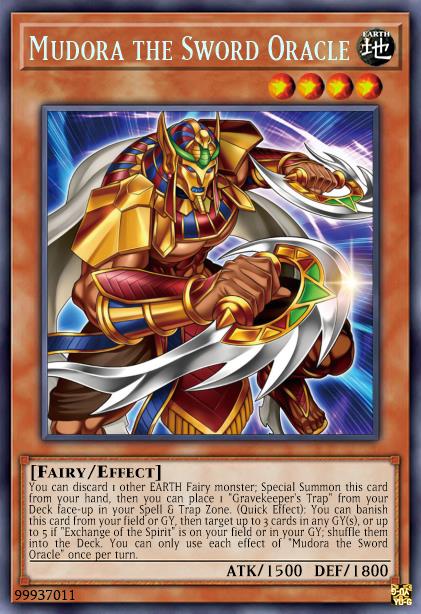 MUDORA THE SWORD ORACLE
EARTH
地
[FAIRY/EFFECT]
You can discard 1 other EARTH Fairy monster; Special Summon this card
from your hand, then you can place 1 "Gravekeeper's Trap" from your
Deck face-up in your Spell & Trap Zone. (Quick Effect): You can banish
this card from your field or GY, then target up to 3 cards in any GY(s), or up
to 5 if "Exchange of the Spirit" is on your field or in your GY; shuffle them
into the Deck. You can only use each effect of "Mudora the Sword
Oracle" once per turn.
ATK/1500 DEF/1800
99937011